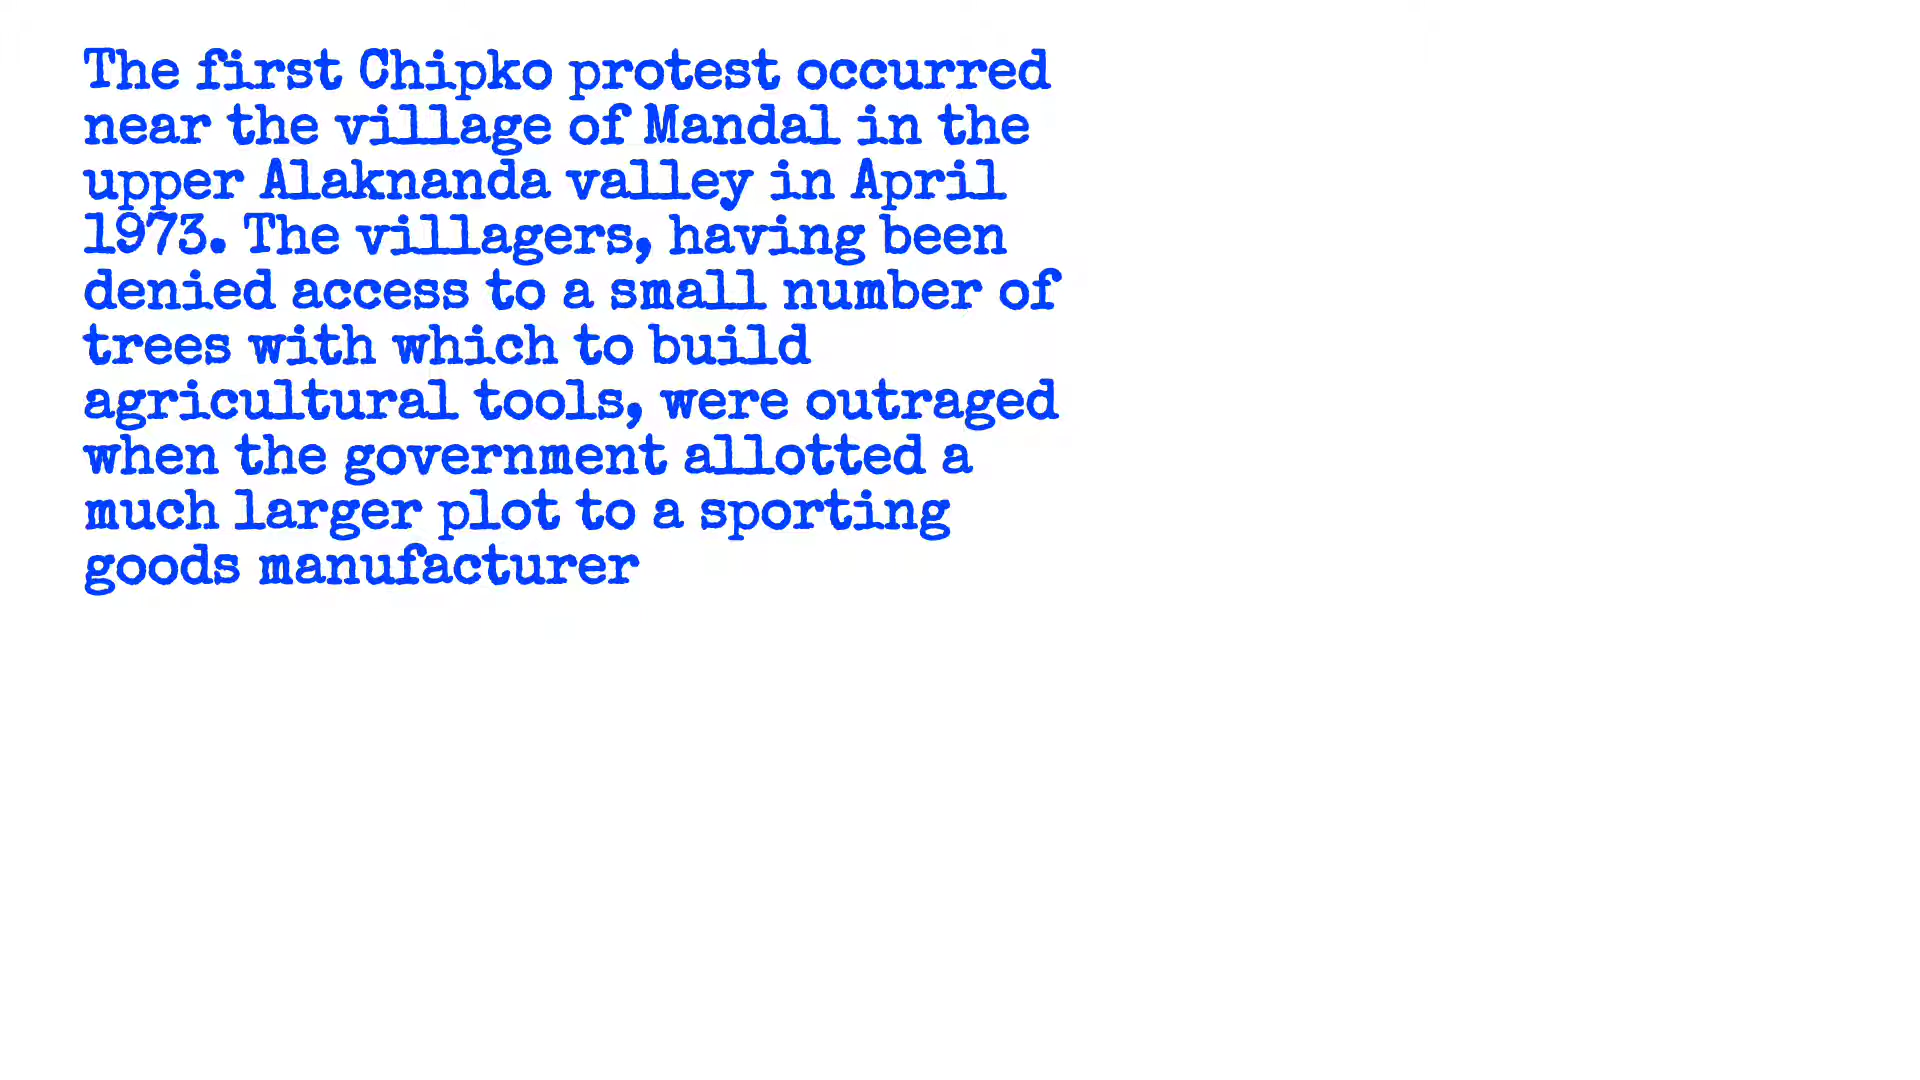 The first Chipko protest occurred
near the village of Mandal in the
upper Alaknanda valley in April
1973. The villagers, having been
denied access to a small number of
trees with which to build
agricultural tools, were outraged
when the government allotted a
much larger plot to a sporting
goods manufacturer